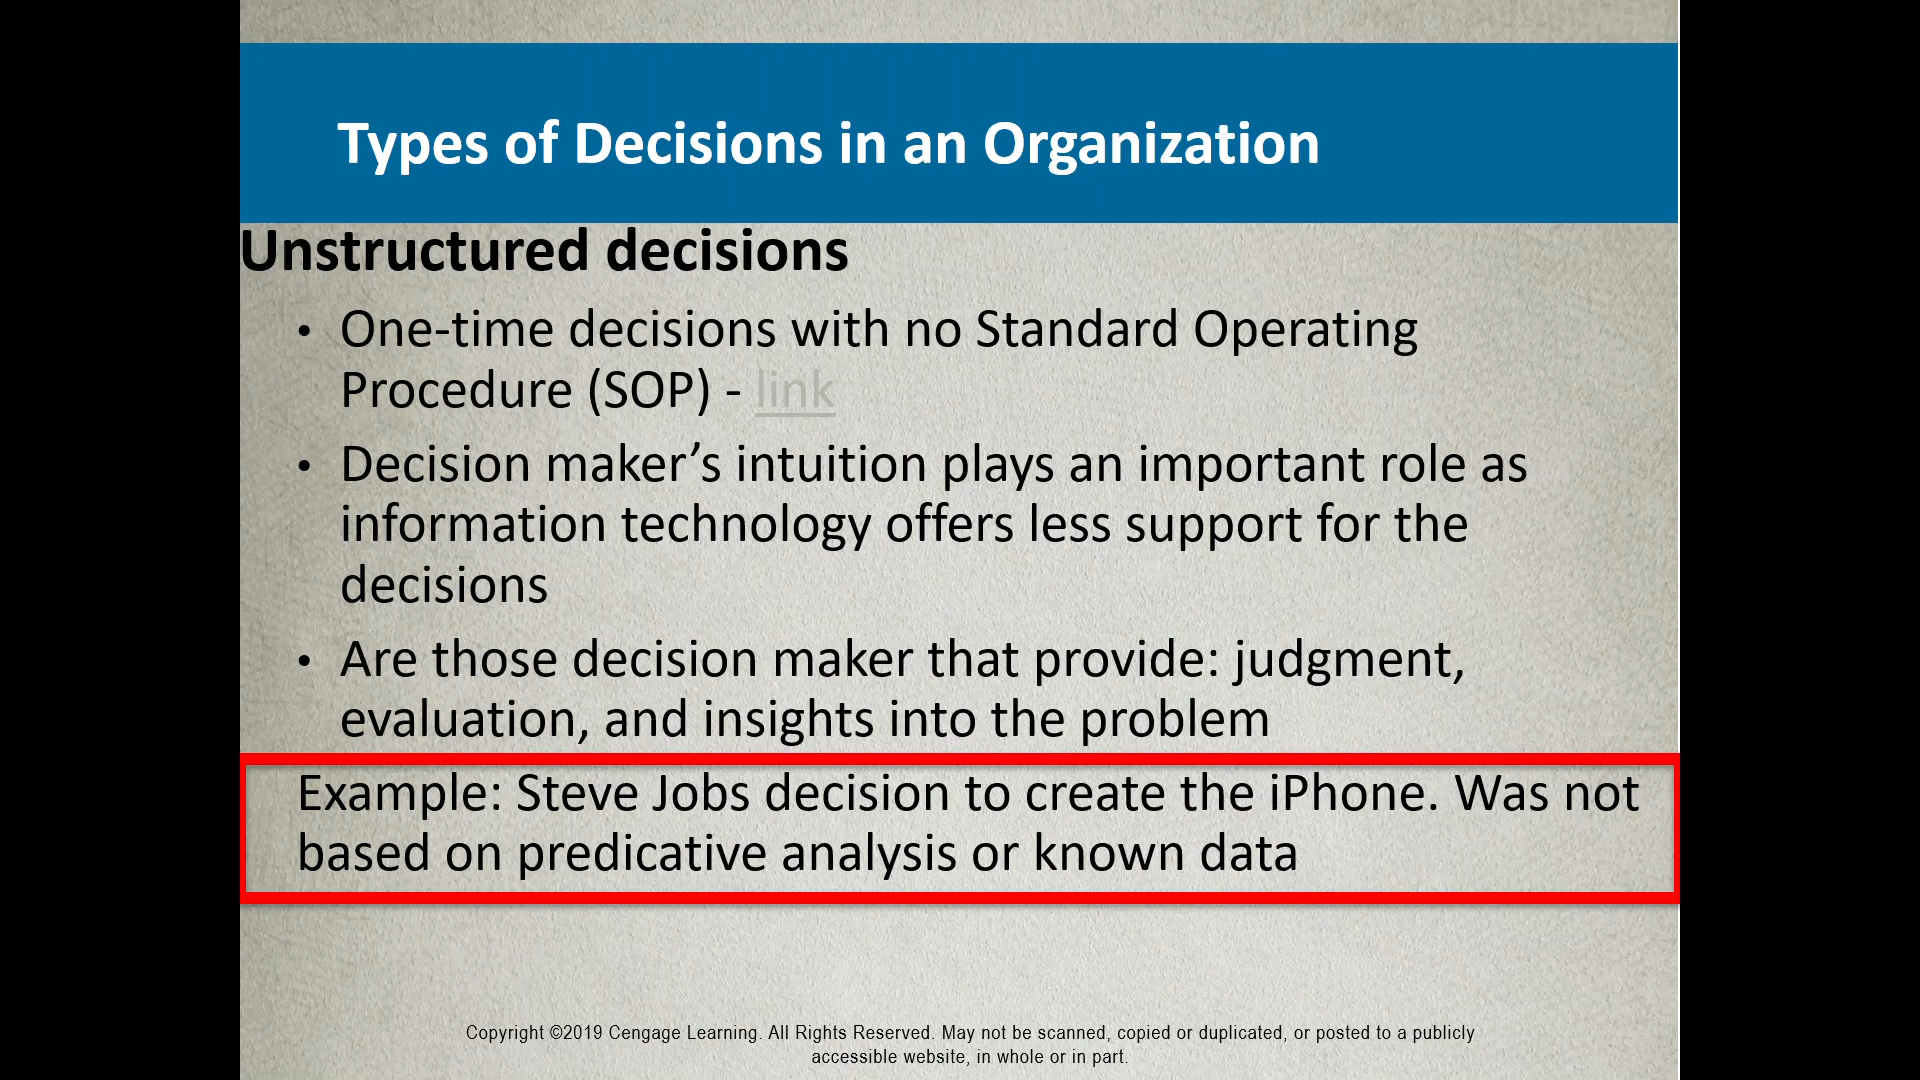 Types of Decisions in an Organization
Unstructured decisions
• One-time decisions with no Standard Operating
Procedure (SOP) - link
• Decision maker’s intuition plays an important role as
information technology offers less support for the
decisions
• Are those decision maker that provide: judgment,
evaluation, and insights into the problem
Example: Steve Jobs decision to create the iPhone. Was not
based on predicative analysis or known data
Copyright ©2019 Cengage Learning. All Rights Reserved. May not be scanned, copied or duplicated, or posted to a publicly
accessible website, in whole or in part.